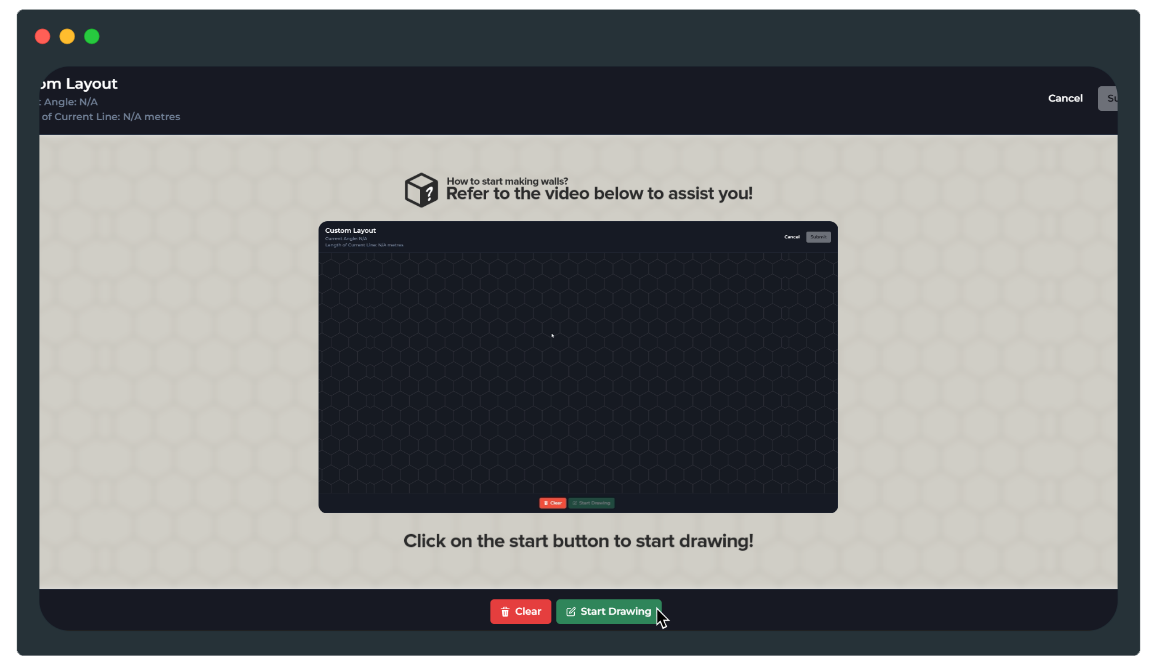 om Layout
: Angle: N/A
of Current Line: N/A metres
Cancel
Su
How to start making walls?
Refer to the video below to assist you!
Custom Layout
Current Angle: N/A
Length of Current Line: N/A metres
Cancel
Submit
Clear
Start Drawing
Click on the start button to start drawing!
Clear
Start Drawing